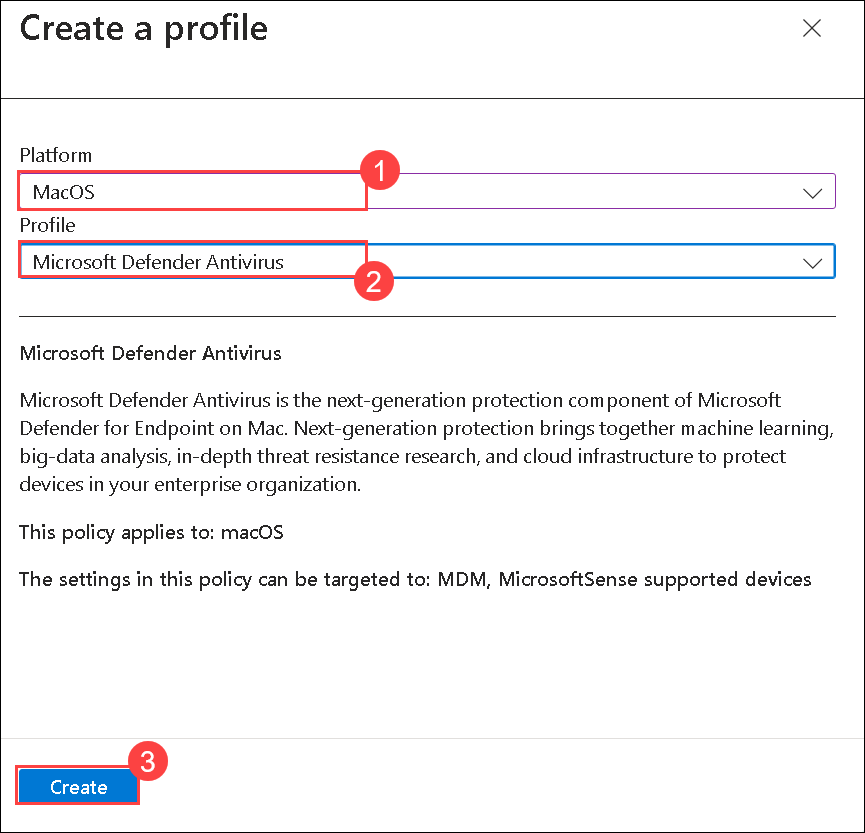 Create a profile
Platform
1
MacOS
Profile
Microsoft Defender Antivirus
2
Microsoft Defender Antivirus
Microsoft Defender Antivirus is the next-generation protection component of Microsoft
Defender for Endpoint on Mac. Next-generation protection brings together machine learning,
big-data analysis, in-depth threat resistance research, and cloud infrastructure to protect
devices in your enterprise organization.
This policy applies to: macOS
The settings in this policy can be targeted to: MDM, MicrosoftSense supported devices
3
Create